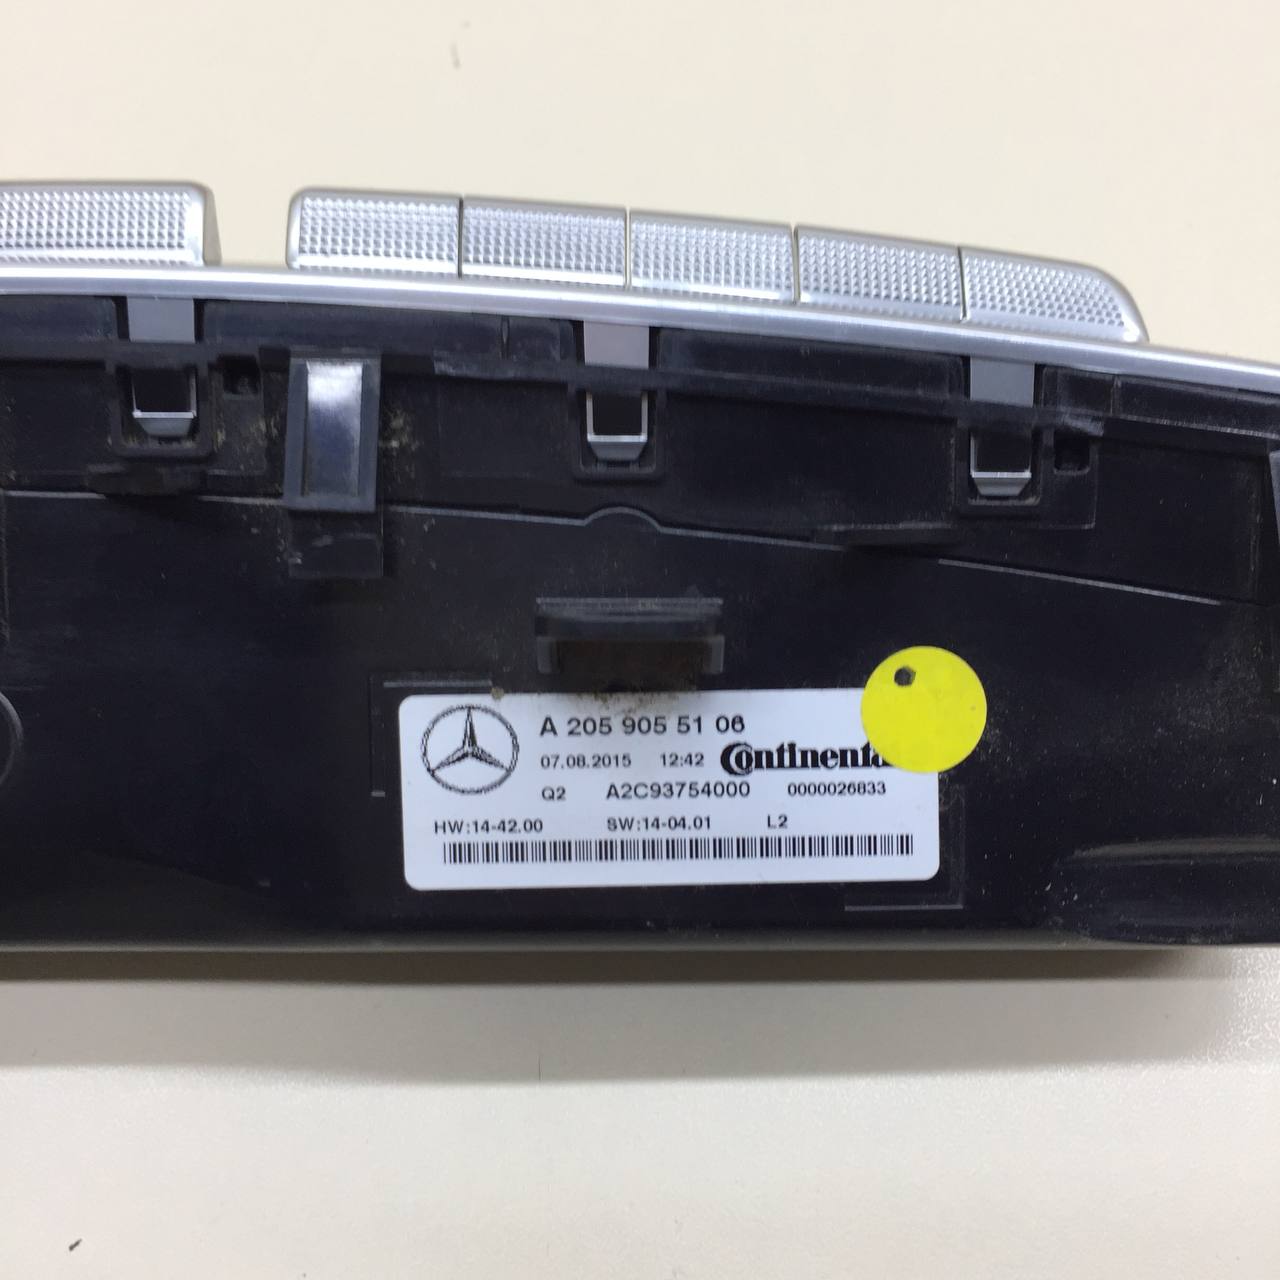 A 205 905 51 06
07.08.2015 12:42 Continental
Q2 A2C93754000 0000026833
HW:14-42.00 SW:14-04.01 L2